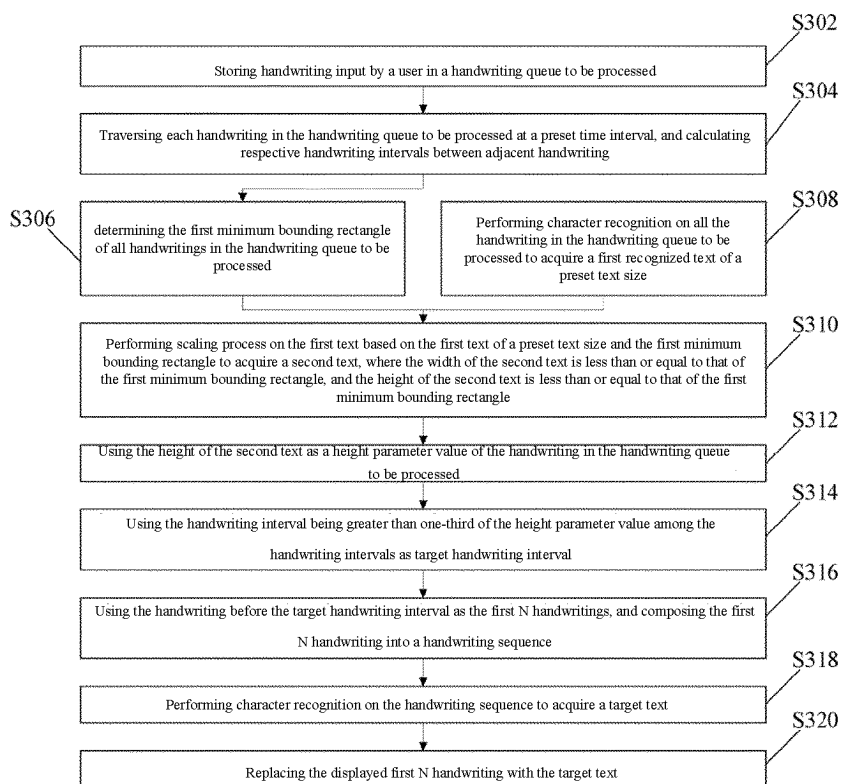 S302
Storing handwriting input by a user in a handwriting queue to be processed
S304
Traversing each handwriting in the handwriting queue to be processed at a preset time interval, and calculating
respective handwriting intervals between adjacent handwriting
S306
determining the first minimum bounding rectangle
of all handwritings in the handwriting queue to be
processed
S308
Performing character recognition on all the
handwriting in the handwriting queue to be
processed to acquire a first recognized text of a
preset text size
S310
Performing scaling process on the first text based on the first text of a preset text size and the first minimum
bounding rectangle to acquire a second text, where the width of the second text is less than or equal to that of
the first minimum bounding rectangle, and the height of the second text is less than or equal to that of the first
minimum bounding rectangle
S312
Using the height of the second text as a height parameter value of the handwriting in the handwriting queue
to be processed
S314
Using the handwriting interval being greater than one-third of the height parameter value among the
handwriting intervals as target handwriting interval
S316
Using the handwriting before the target handwriting interval as the first N handwritings, and composing the first
N handwriting into a handwriting sequence
S318
Performing character recognition on the handwriting sequence to acquire a target text
S320
Replacing the displayed first N handwriting with the target text